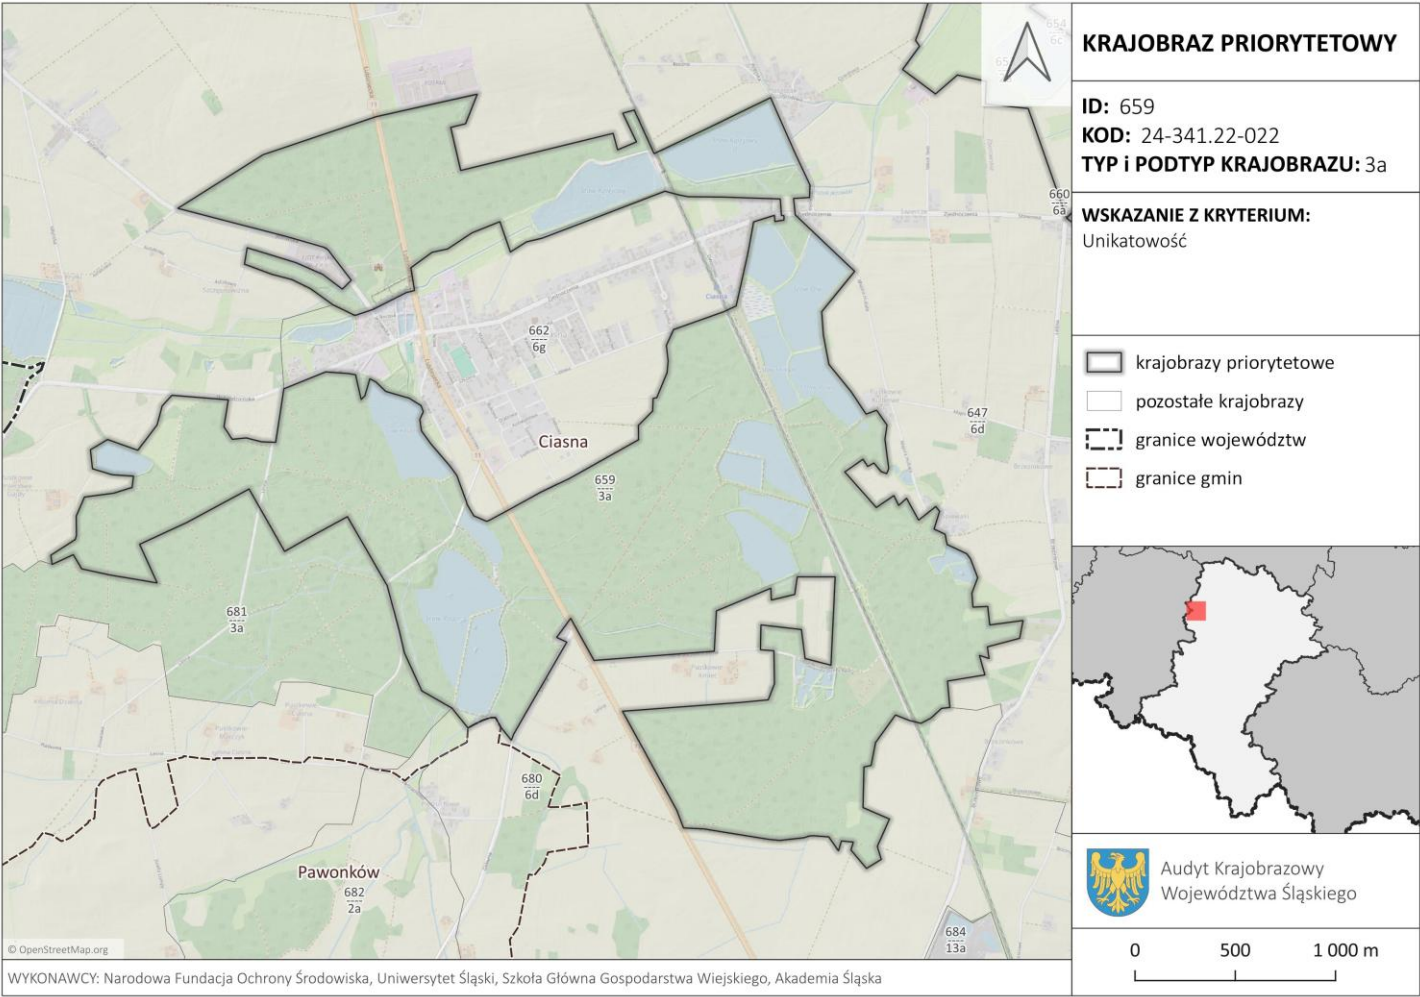 KRAJOBRAZ PRIORYTETOWY
ID: 659
KOD: 24-341.22-022
TYP i PODTYP KRAJOBRAZU: 3a
WSKAZANIE Z KRYTERIUM:
Unikatowość
krajobrazy priorytetowe
pozostałe krajobrazy
granice województw
granice gmin
Audyt Krajobrazowy
Województwa Śląskiego
0 500 1 000 m
654
6c
660
6a
662
6g
647
6d
Ciasna
659
3a
681
3a
680
6d
Pawonków
682
2a
684
13a
© OpenStreetMap.org
WYKONAWCY: Narodowa Fundacja Ochrony Środowiska, Uniwersytet Śląski, Szkoła Główna Gospodarstwa Wiejskiego, Akademia Śląska